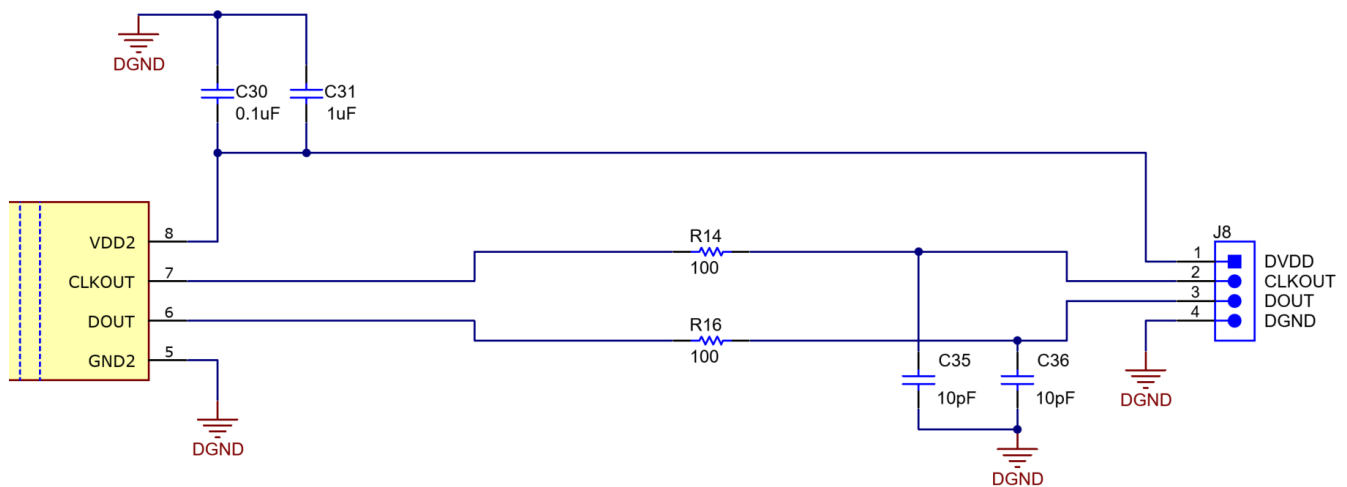 DGND
C30
0.1uF
C31
1uF
VDD2
8
CLKOUT
7
DOUT
6
GND2
5
DGND
R14
100
R16
100
C35
10pF
C36
10pF
DGND
J8
1
DVDD
2
CLKOUT
3
DOUT
4
DGND
DGND